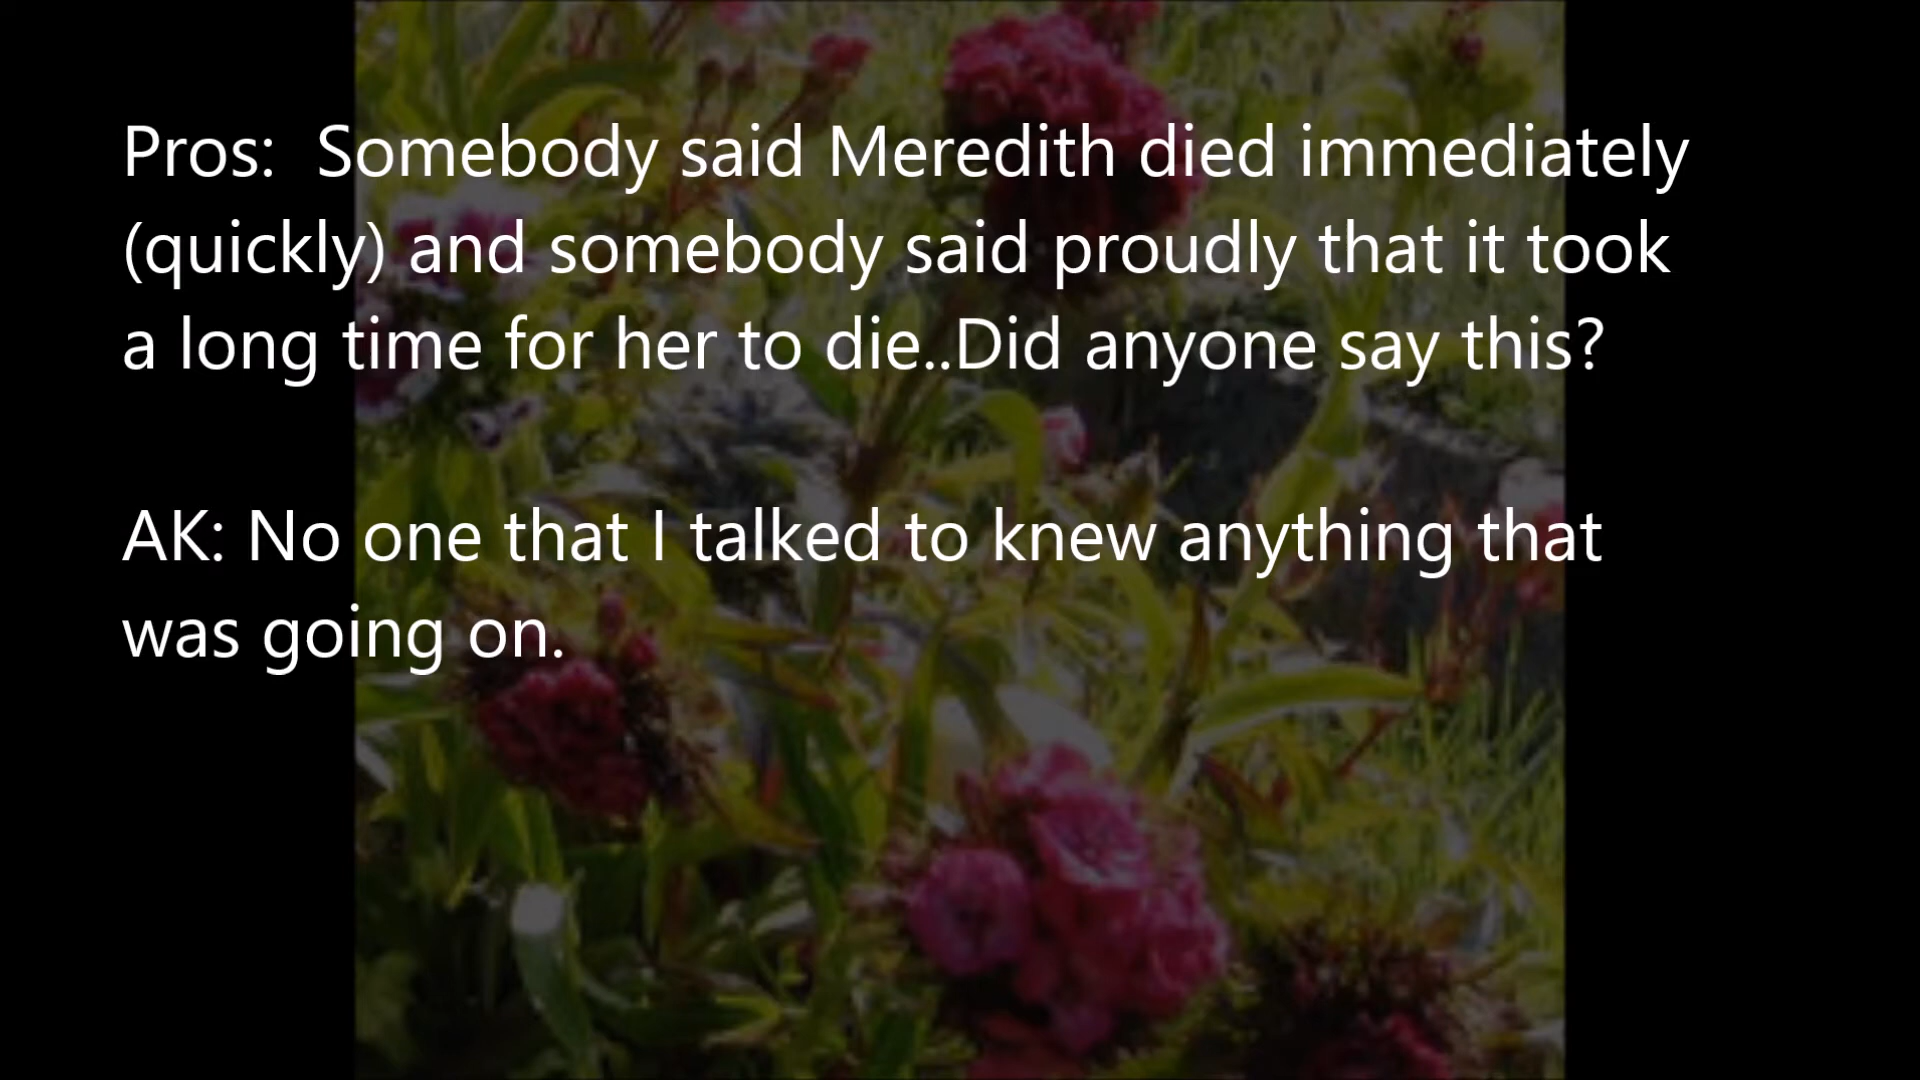 Pros:  Somebody said Meredith died immediately
(quickly) and somebody said proudly that it took
a long time for her to die..Did anyone say this?
AK: No one that I talked to knew anything that
was going on.